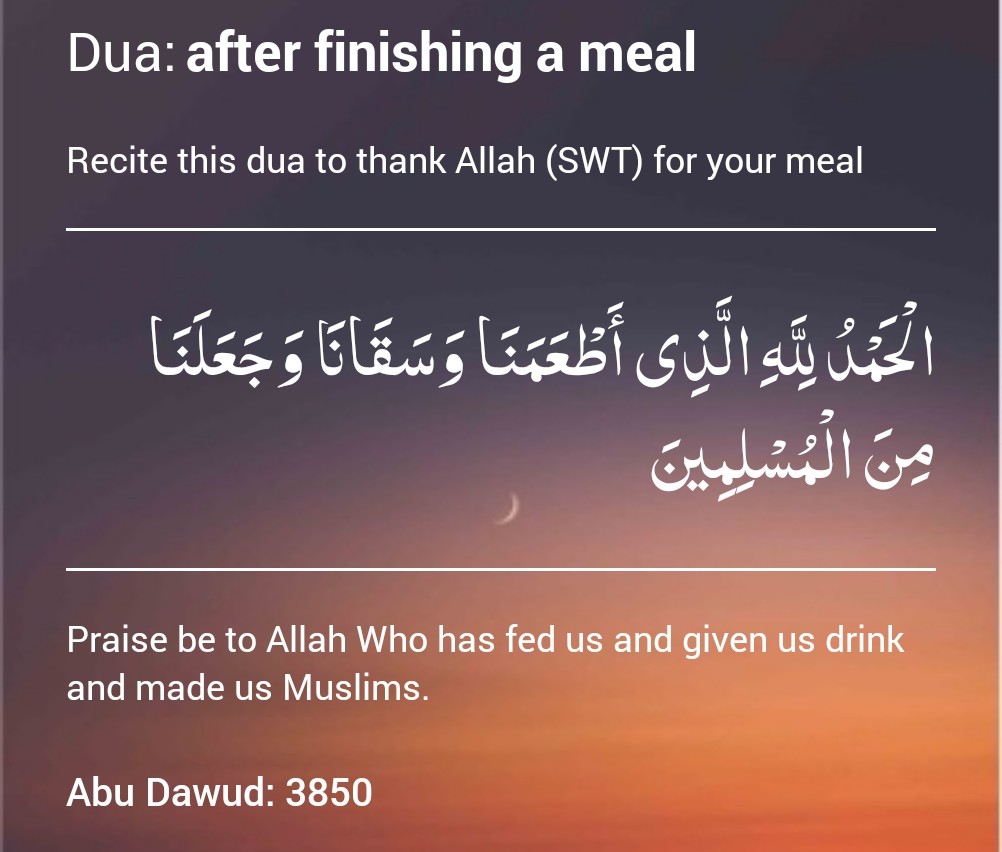 Dua: after finishing a meal
Recite this dua to thank Allah (SWT) for your meal
الْحَمْدُ لِلَّهِ الَّذِى أَطْعَمَنَا وَسَقَانَا وَجَعَلَنَا
مِنَ الْمُسْلِمِينَ
Praise be to Allah Who has fed us and given us drink
and made us Muslims.
Abu Dawud: 3850